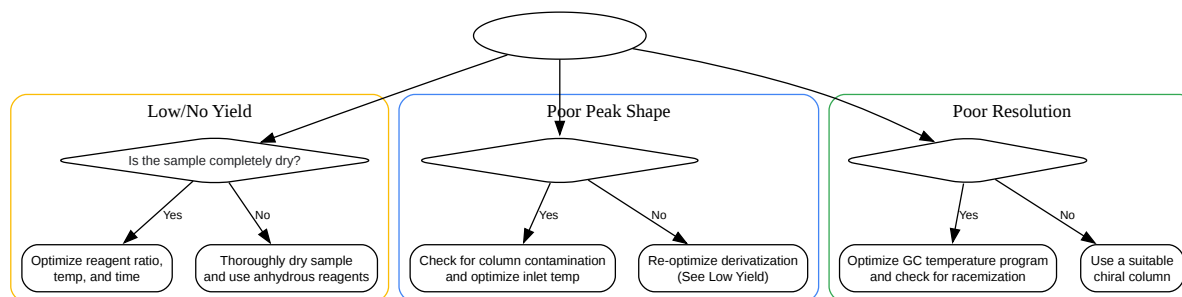 Low/No Yield
Poor Peak Shape
Poor Resolution
Is the sample completely dry?
Yes
No
Yes
No
Yes
No
Optimize reagent ratio,
temp, and time
Thoroughly dry sample
and use anhydrous reagents
Check for column contamination
and optimize inlet temp
Re-optimize derivatization
(See Low Yield)
Optimize GC temperature program
and check for racemization
Use a suitable
chiral column